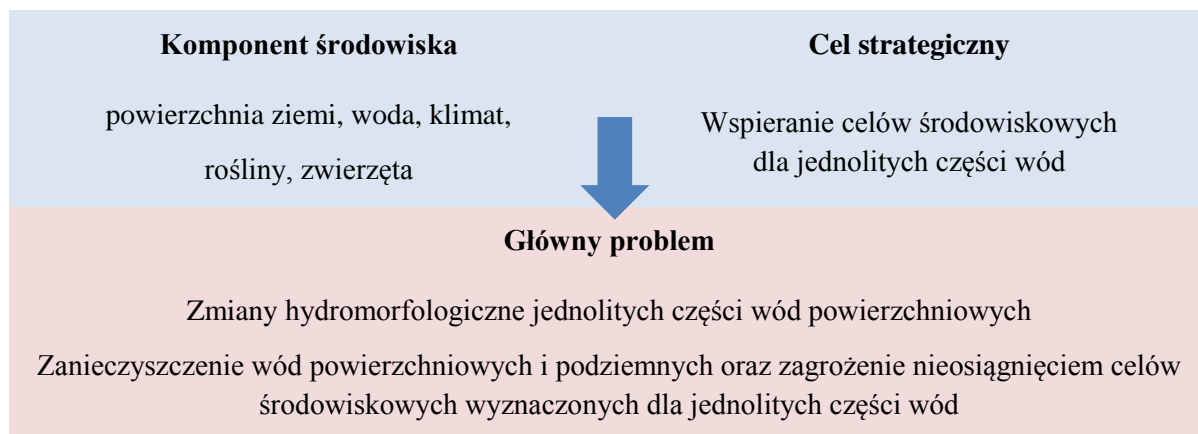 Komponent środowiska
powierzchnia ziemi, woda, klimat,
rośliny, zwierzęta
Cel strategiczny
Wspieranie celów środowiskowych
dla jednolitych części wód
Główny problem
Zmiany hydromorfologiczne jednolitych części wód powierzchniowych
Zanieczyszczenie wód powierzchniowych i podziemnych oraz zagrożenie nieosiągnięciem celów
środowiskowych wyznaczonych dla jednolitych części wód